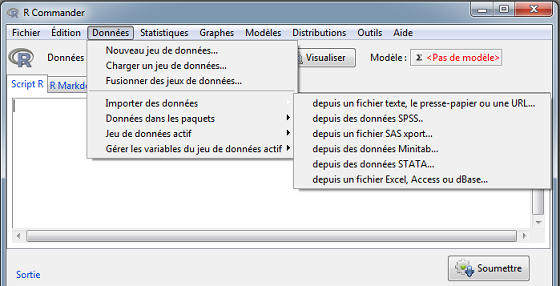 R Commander
Fichier Édition Données Statistiques Graphes Modèles Distributions Outils Aide
Données Visualiser Modèle : Σ <Pas de modèle>
Nouveau jeu de données...
Charger un jeu de données...
Fusionner des jeux de données...
Script R
Importer des données
depuis un fichier texte, le presse-papier ou une URL...
Données dans les paquets
depuis des données SPSS..
Jeu de données actif
depuis un fichier SAS xport...
Gérer les variables du jeu de données actif
depuis des données Minitab...
depuis des données STATA...
depuis un fichier Excel, Access ou dBase...
Sortie
Soumettre